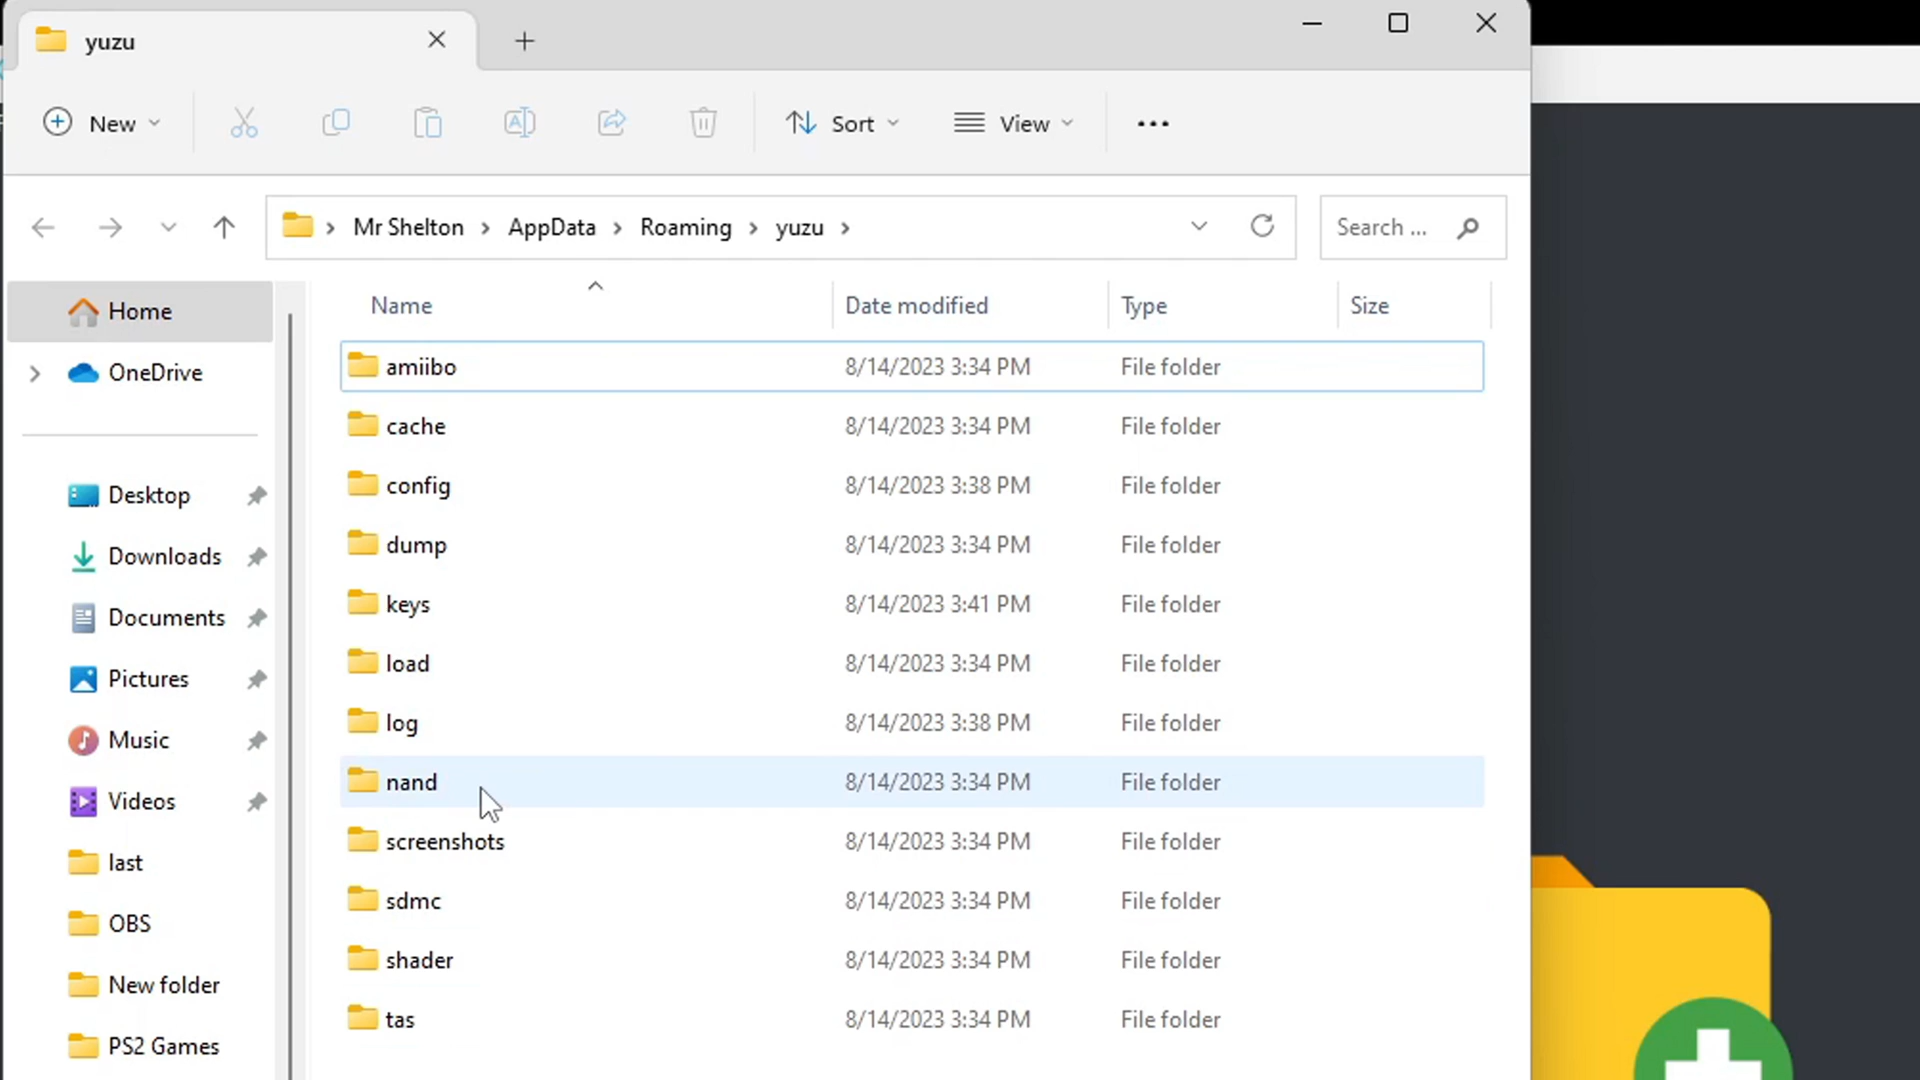 yuzu
New
Sort
View
Mr Shelton > AppData > Roaming > yuzu >
Search ...
Home
OneDrive
Desktop
Downloads
Documents
Pictures
Music
Videos
last
OBS
New folder
PS2 Games
Name Date modified Type Size
amiibo 8/14/2023 3:34 PM File folder
cache 8/14/2023 3:34 PM File folder
config 8/14/2023 3:38 PM File folder
dump 8/14/2023 3:34 PM File folder
keys 8/14/2023 3:41 PM File folder
load 8/14/2023 3:34 PM File folder
log 8/14/2023 3:38 PM File folder
nand 8/14/2023 3:34 PM File folder
screenshots 8/14/2023 3:34 PM File folder
sdmc 8/14/2023 3:34 PM File folder
shader 8/14/2023 3:34 PM File folder
tas 8/14/2023 3:34 PM File folder